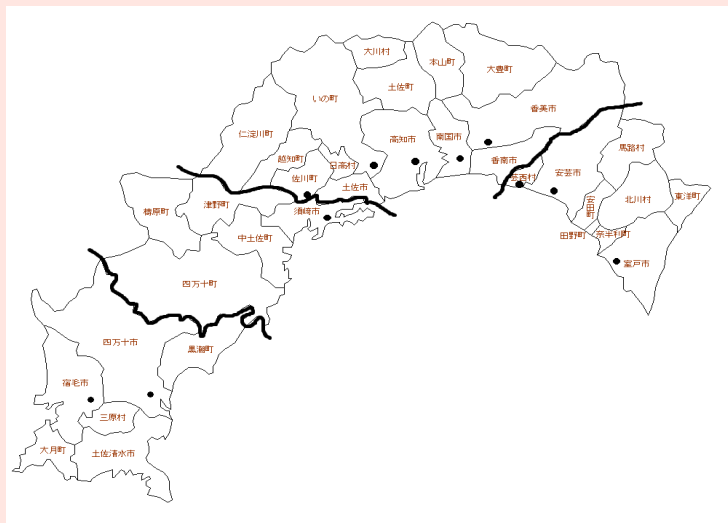 大川村
本山町
大豊町
いの町
土佐町
香美市
仁淀川町
高知市
南国市
馬路村
越知町
日高村
香南市
佐川町
芸西村
安芸市
土佐市
北川村
東洋町
津野町
安田町
梼原町
須崎市
中土佐町
田野町
奈半利町
室戸市
四万十町
四万十市
黒潮町
宿毛市
三原村
大月町
土佐清水市